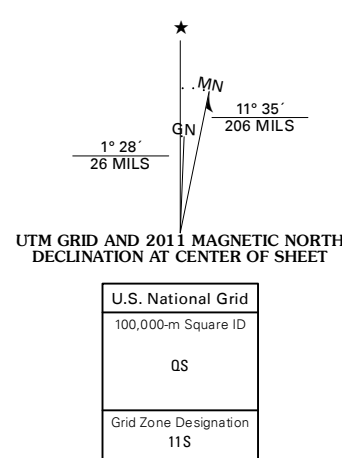 ★
MN
11° 35´
206 MILS
GN
1° 28´
26 MILS
UTM GRID AND 2011 MAGNETIC NORTH
DECLINATION AT CENTER OF SHEET
U.S. National Grid
100,000-m Square ID
QS
Grid Zone Designation
11S